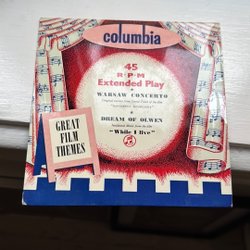 columbia
45
R·P·M
Extended Play
WARSAW CONCERTO
DREAM OF OLWEN
"While I live"
GREAT
FILM
THEMES